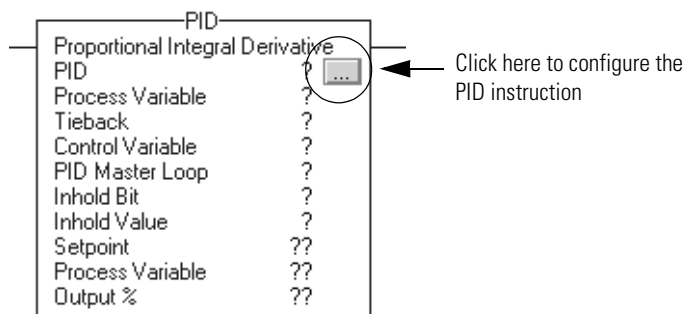 PID
Proportional Integral Derivative
PID ? ...
Process Variable ?
Tieback ?
Control Variable ?
PID Master Loop ?
Inhold Bit ?
Inhold Value ?
Setpoint ??
Process Variable ??
Output % ??
Click here to configure the
PID instruction